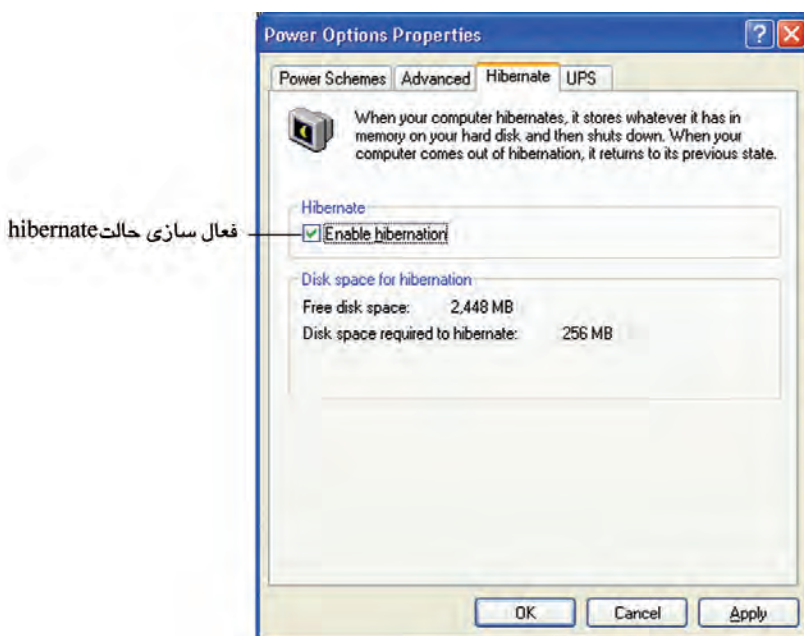 Power Options Properties
Power Schemes Advanced Hibernate UPS
When your computer hibernates, it stores whatever it has in
memory on your hard disk and then shuts down. When your
computer comes out of hibernation, it returns to its previous state.
Hibernate
فعال سازی حالت hibernate
Enable hibernation
Disk space for hibernation
Free disk space: 2,448 MB
Disk space required to hibernate: 256 MB
OK Cancel Apply